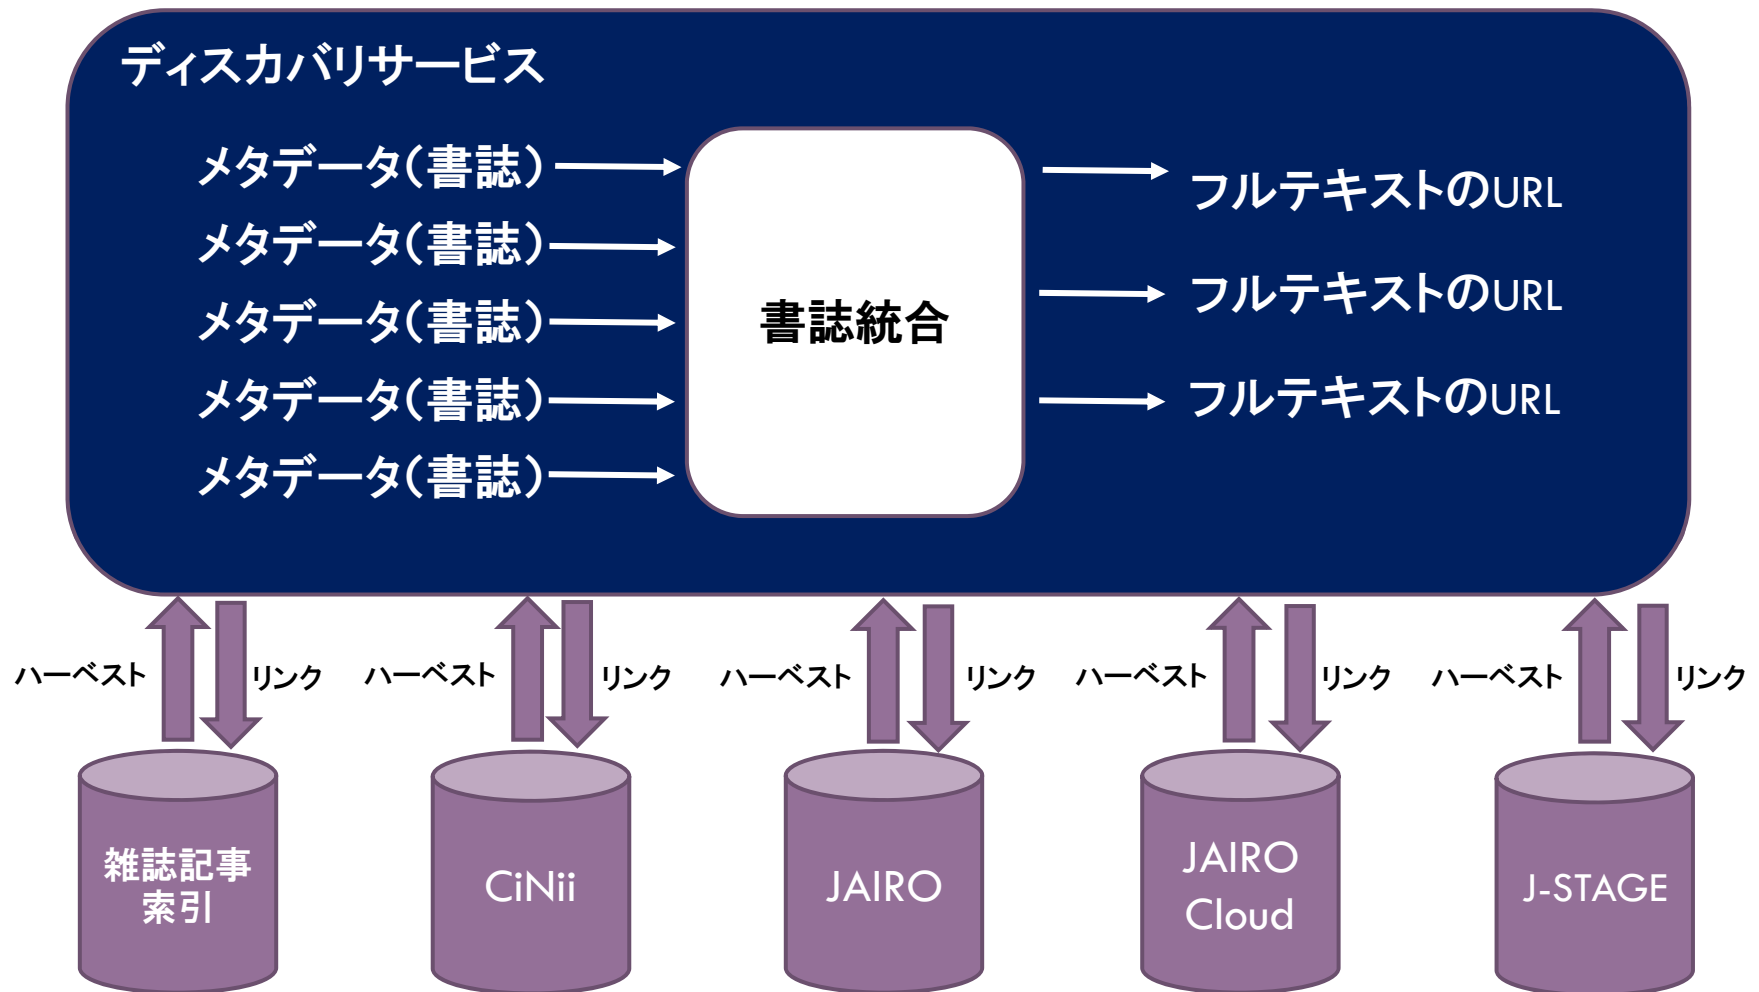 ディスカバリサービス
メタデータ(書誌)
メタデータ(書誌)
メタデータ(書誌)
メタデータ(書誌)
メタデータ(書誌)
書誌統合
フルテキストのURL
フルテキストのURL
フルテキストのURL
ハーベスト
リンク
ハーベスト
リンク
ハーベスト
リンク
ハーベスト
リンク
ハーベスト
リンク
雑誌記事
索引
CiNii
JAIRO
JAIRO
Cloud
J-STAGE